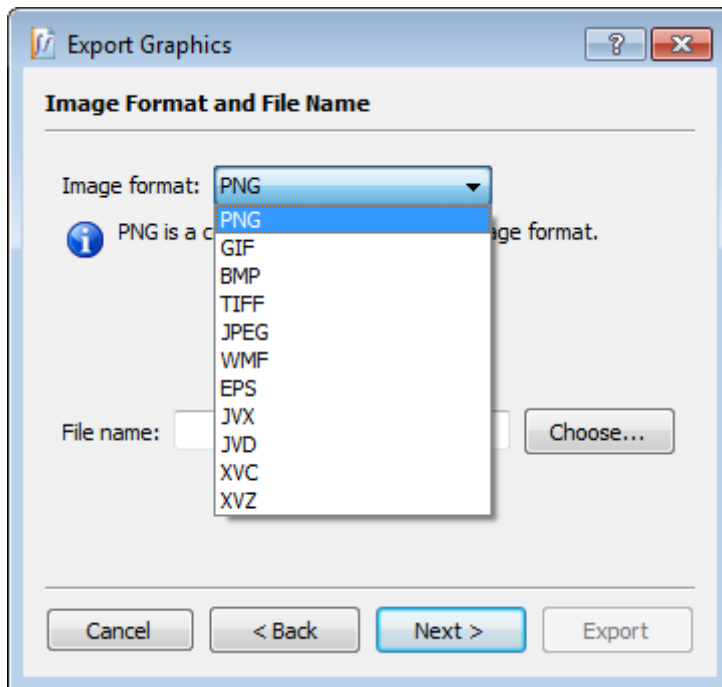 Export Graphics
Image Format and File Name
Image format: PNG
PNG
PNG is a c
age format.
GIF
BMP
TIFF
JPEG
WMF
EPS
JVX
File name:
Choose...
JVD
XVC
XVZ
Cancel
< Back
Next >
Export